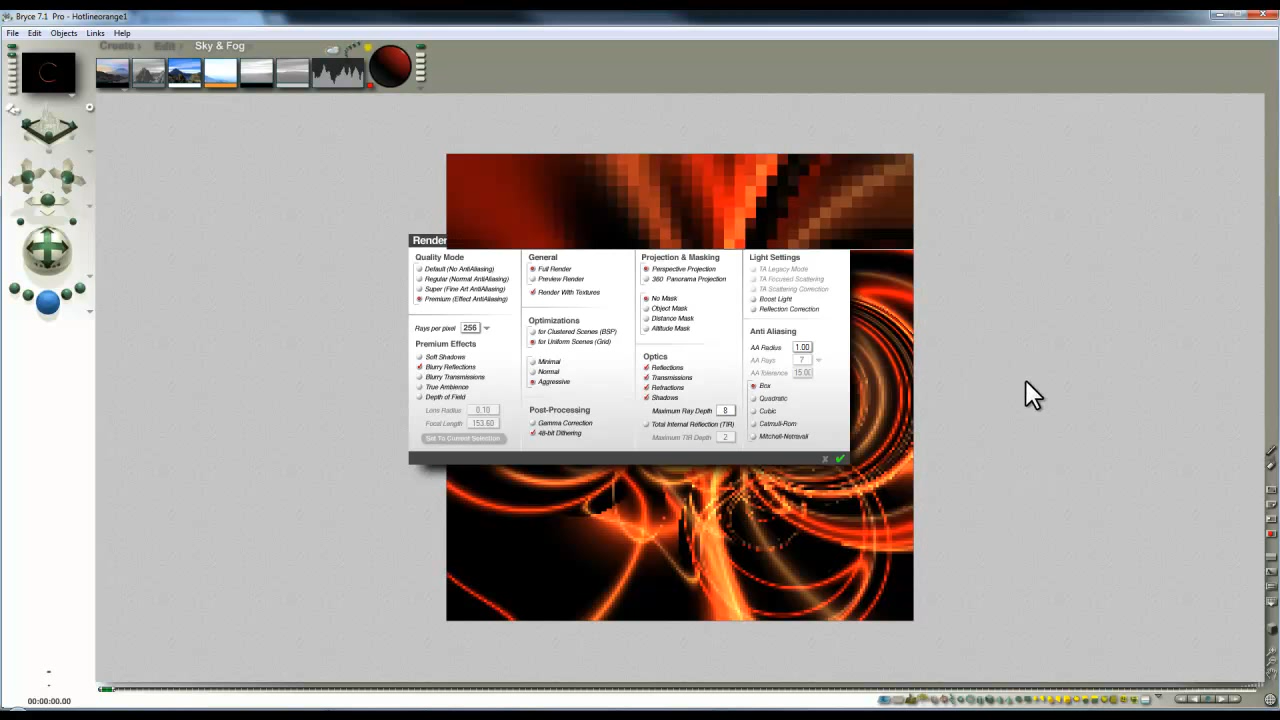 Bryce 7.1 Pro - Hotlineorange1
File Edit Objects Links Help
Create Edit Sky & Fog
Render
Quality Mode
Default (No AntiAliasing)
Regular (Normal AntiAliasing)
Super (Fine Art AntiAliasing)
Premium (Effect AntiAliasing)
Rays per pixel 256
Premium Effects
Soft Shadows
Blurry Reflections
Blurry Transmissions
True Ambience
Depth of Field
Lens Radius 0.10
Focal Length 153.60
Set To Current Selection
General
Full Render
Preview Render
Render With Textures
Optimizations
for Clustered Scenes (BSP)
for Uniform Scenes (Grid)
Minimal
Normal
Aggressive
Post-Processing
Gamma Correction
48-bit Dithering
Projection & Masking
Perspective Projection
360 Panorama Projection
No Mask
Object Mask
Distance Mask
Altitude Mask
Optics
Reflections
Transmissions
Refractions
Shadows
Maximum Ray Depth 8
Total Internal Reflection (TIR)
Maximum TIR Depth 2
Light Settings
TA Legacy Mode
TA Focused Scattering
TA Scattering Correction
Boost Light
Reflection Correction
Anti Aliasing
AA Radius 1.00
AA Rays 7
AA Tolerance 15.00
Box
Quadratic
Cubic
Catmull-Rom
Mitchell-Netravali
00:00:00.00